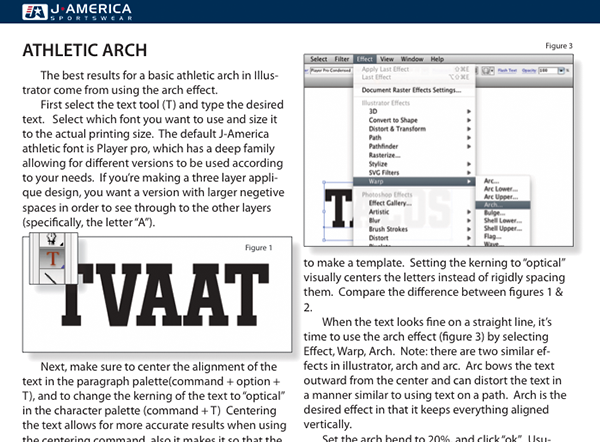 J★AMERICA
SPORTSWEAR
ATHLETIC ARCH
The best results for a basic athletic arch in Illus-
trator come from using the arch effect.
First select the text tool (T) and type the desired
text. Select which font you want to use and size it
to the actual printing size. The default J-America
athletic font is Player pro, which has a deep family
allowing for different versions to be used according
to your needs. If you're making a three layer appli-
que design, you want a version with larger negetive
spaces in order to see through to the other layers
(specifically, the letter "A").
Figure 1
T
TVAAT
Next, make sure to center the alignment of the
text in the paragraph palette(command + option +
T), and to change the kerning of the text to "optical"
in the character palette (command + T) Centering
the text allows for more accurate results when using
the centering command, also it makes it so that the
Figure 3
Select Filter Effect View Window Help
Player Pro Condensed
Flash Text Opacity: 100
Apply Last Effect ⇧⌘E
Last Effect ⌥⇧⌘E
Document Raster Effects Settings...
Illustrator Effects
3D
Convert to Shape
Distort & Transform
Path
Pathfinder
Rasterize...
Stylize
SVG Filters
Warp
Photoshop Effects
Effect Gallery...
Artistic
Blur
Brush Strokes
Distort
Pixelate
Arc...
Arc Lower...
Arc Upper...
Arch...
Bulge...
Shell Lower...
Shell Upper...
Flag...
Wave...
T
to make a template. Setting the kerning to "optical"
visually centers the letters instead of rigidly spacing
them. Compare the difference between figures 1 &
2.
When the text looks fine on a straight line, it's
time to use the arch effect (figure 3) by selecting
Effect, Warp, Arch. Note: there are two similar ef-
fects in illustrator, arch and arc. Arc bows the text
outward from the center and can distort the text in
a manner similar to using text on a path. Arch is the
desired effect in that it keeps everything aligned
vertically.
Set the arch bend to 20%, and click "ok". Usu-